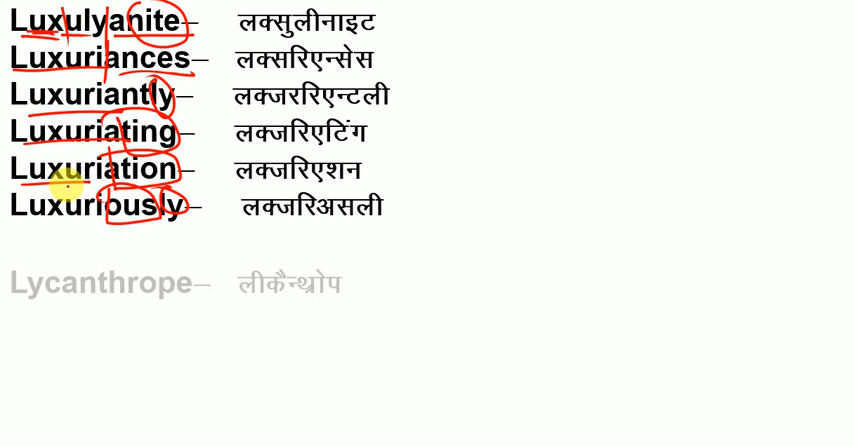 Luxulyanite– लक्सुलीनाइट
Luxuriances– लक्सरिएन्सेस
Luxuriantly– लक्जररिएन्टली
Luxuriating– लक्जरिएटिंग
Luxuriation– लक्जरिएशन
Luxuriously– लक्जरिअसली
Lycanthrope– लीकैन्थ्रोप